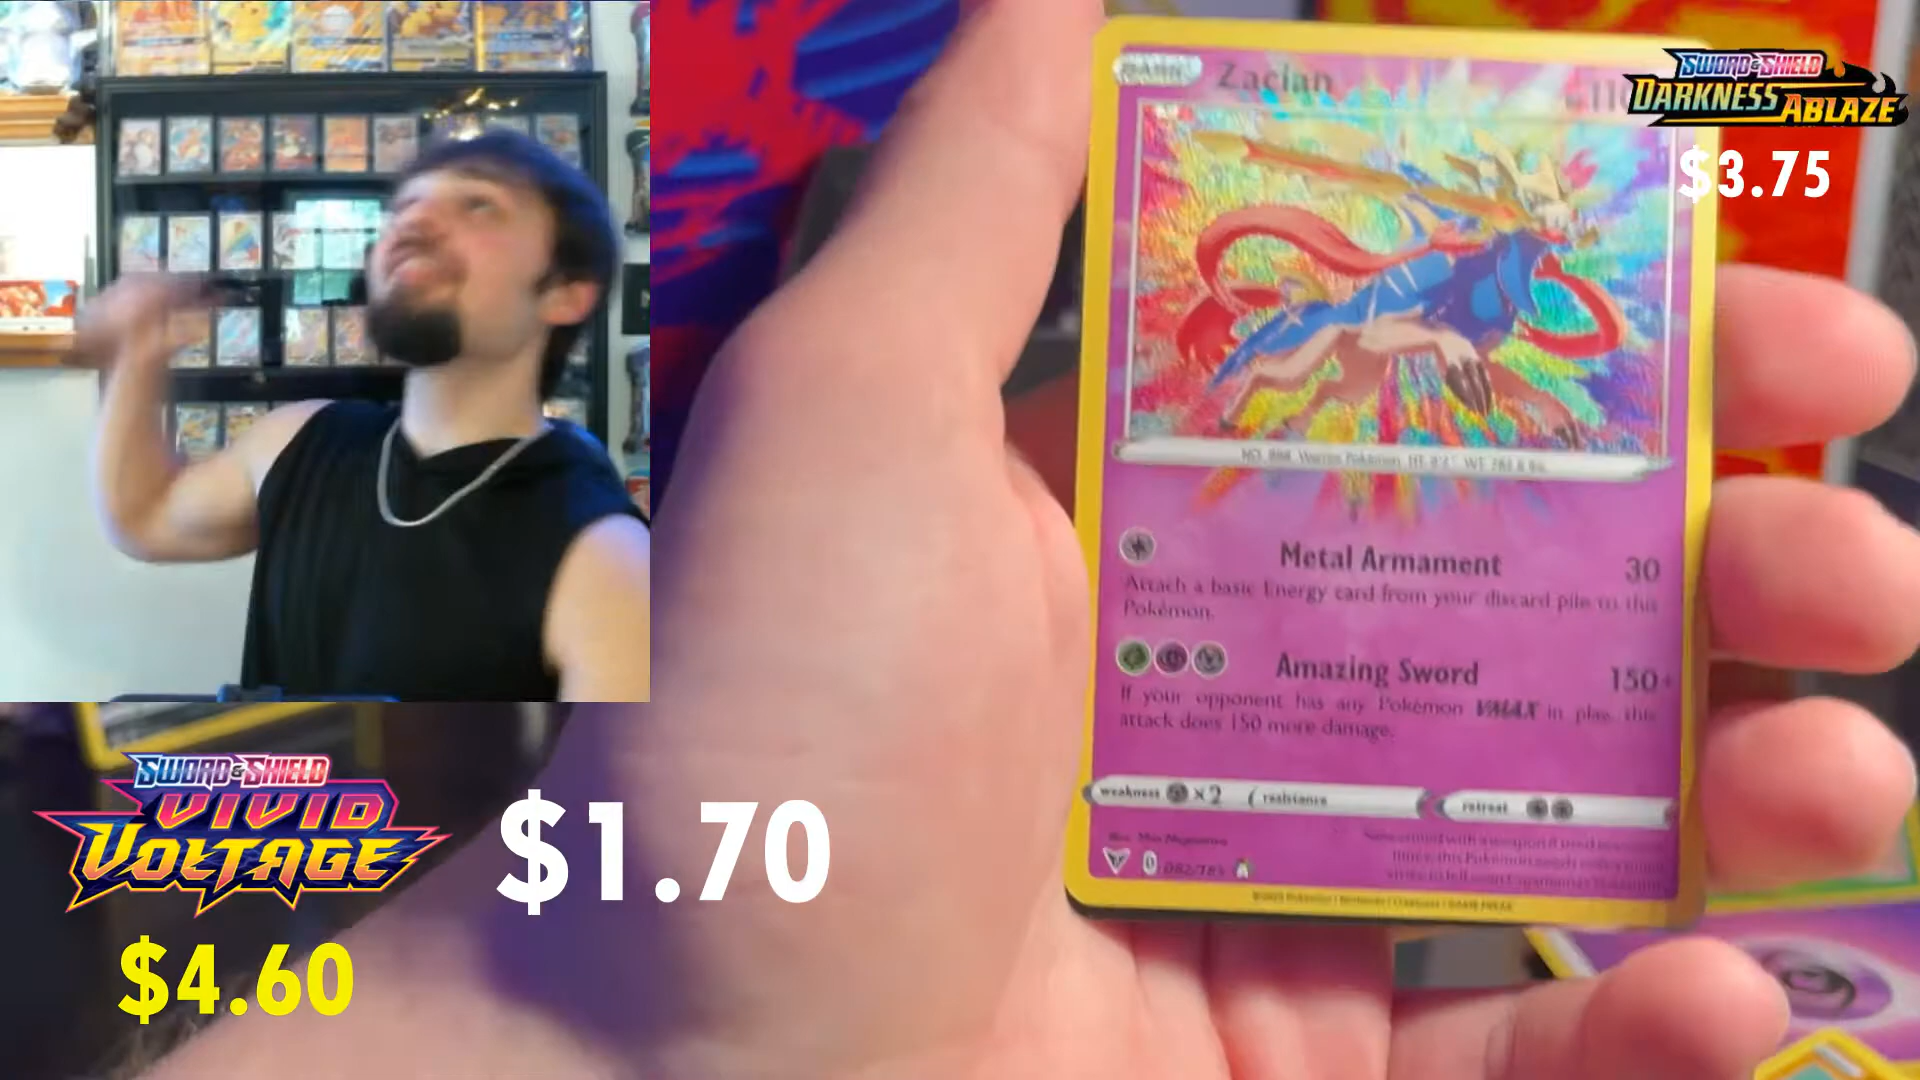 BASIC Zacian
SWORD & SHIELD
DARKNESS ABLAZE
$3.75
Metal Armament 30
Attach a basic Energy card from your discard pile to this
Pokémon.
Amazing Sword 150+
If your opponent has any Pokémon VMAX in play, this
attack does 150 more damage.
weakness ×2 resistance retreat
SWORD & SHIELD
VIVID
VOLTAGE
$1.70
$4.60